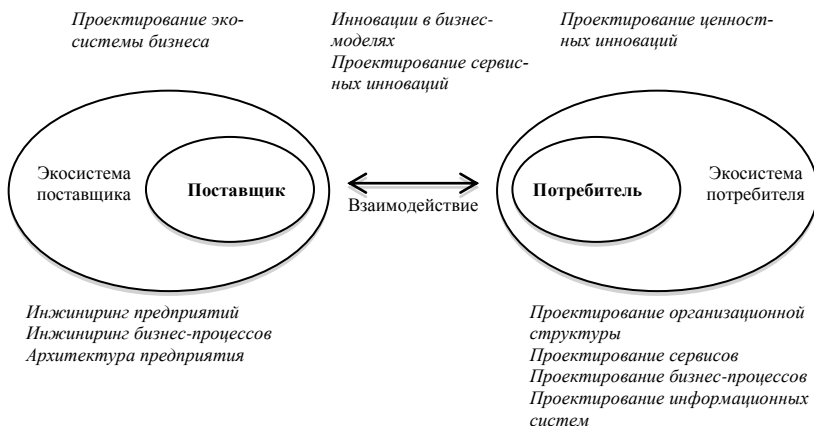 Проектирование эко-
системы бизнеса
Инновации в бизнес-
моделях
Проектирование сервис-
ных инноваций
Проектирование ценност-
ных инноваций
Экосистема
поставщика
Поставщик
Взаимодействие
Потребитель
Экосистема
потребителя
Инжиниринг предприятий
Инжиниринг бизнес-процессов
Архитектура предприятия
Проектирование организационной
структуры
Проектирование сервисов
Проектирование бизнес-процессов
Проектирование информационных
систем